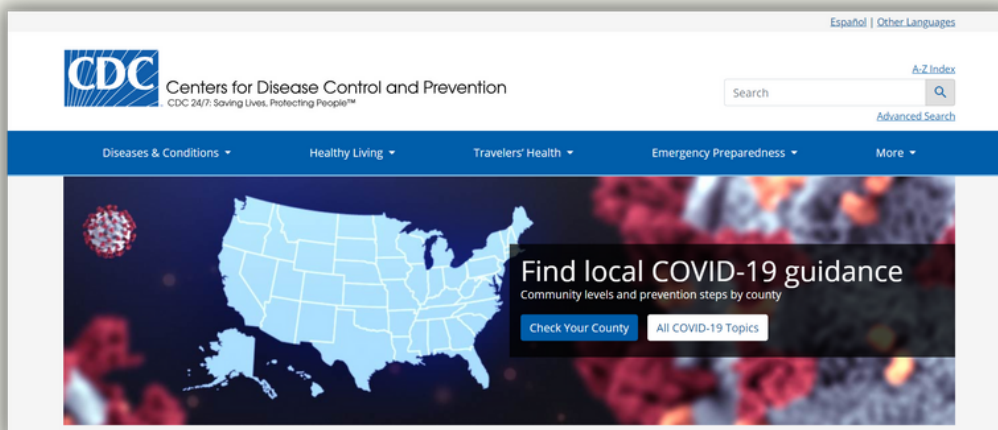 Español | Other Languages
CDC
Centers for Disease Control and Prevention
CDC 24/7: Saving Lives, Protecting People™
A-Z Index
Search
Advanced Search
Diseases & Conditions
Healthy Living
Travelers' Health
Emergency Preparedness
More
Find local COVID-19 guidance
Community levels and prevention steps by county
Check Your County
All COVID-19 Topics